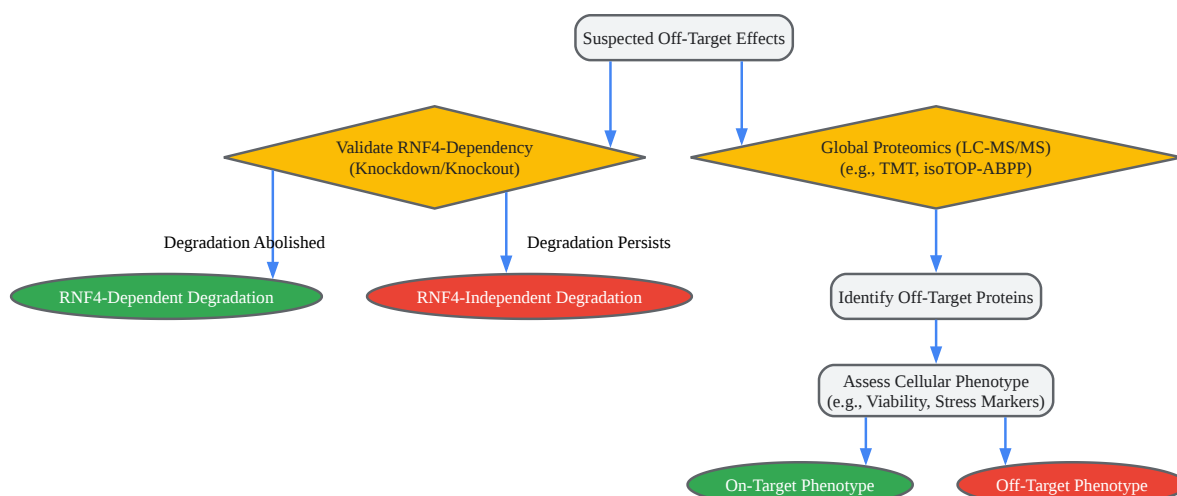 Suspected Off-Target Effects
Validate RNF4-Dependency
(Knockdown/Knockout)
Global Proteomics (LC-MS/MS)
(e.g., TMT, isoTOP-ABPP)
Degradation Abolished
Degradation Persists
RNF4-Dependent Degradation
RNF4-Independent Degradation
Identify Off-Target Proteins
Assess Cellular Phenotype
(e.g., Viability, Stress Markers)
On-Target Phenotype
Off-Target Phenotype